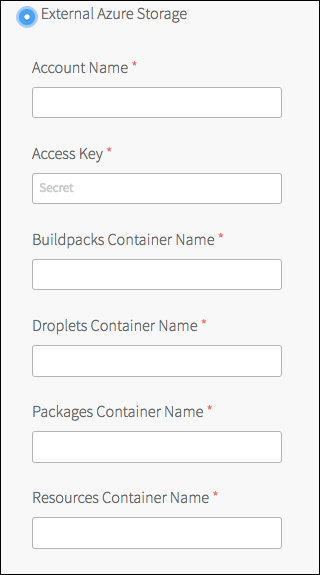 External Azure Storage
Account Name *
Access Key *
Secret
Buildpacks Container Name *
Droplets Container Name *
Packages Container Name *
Resources Container Name *